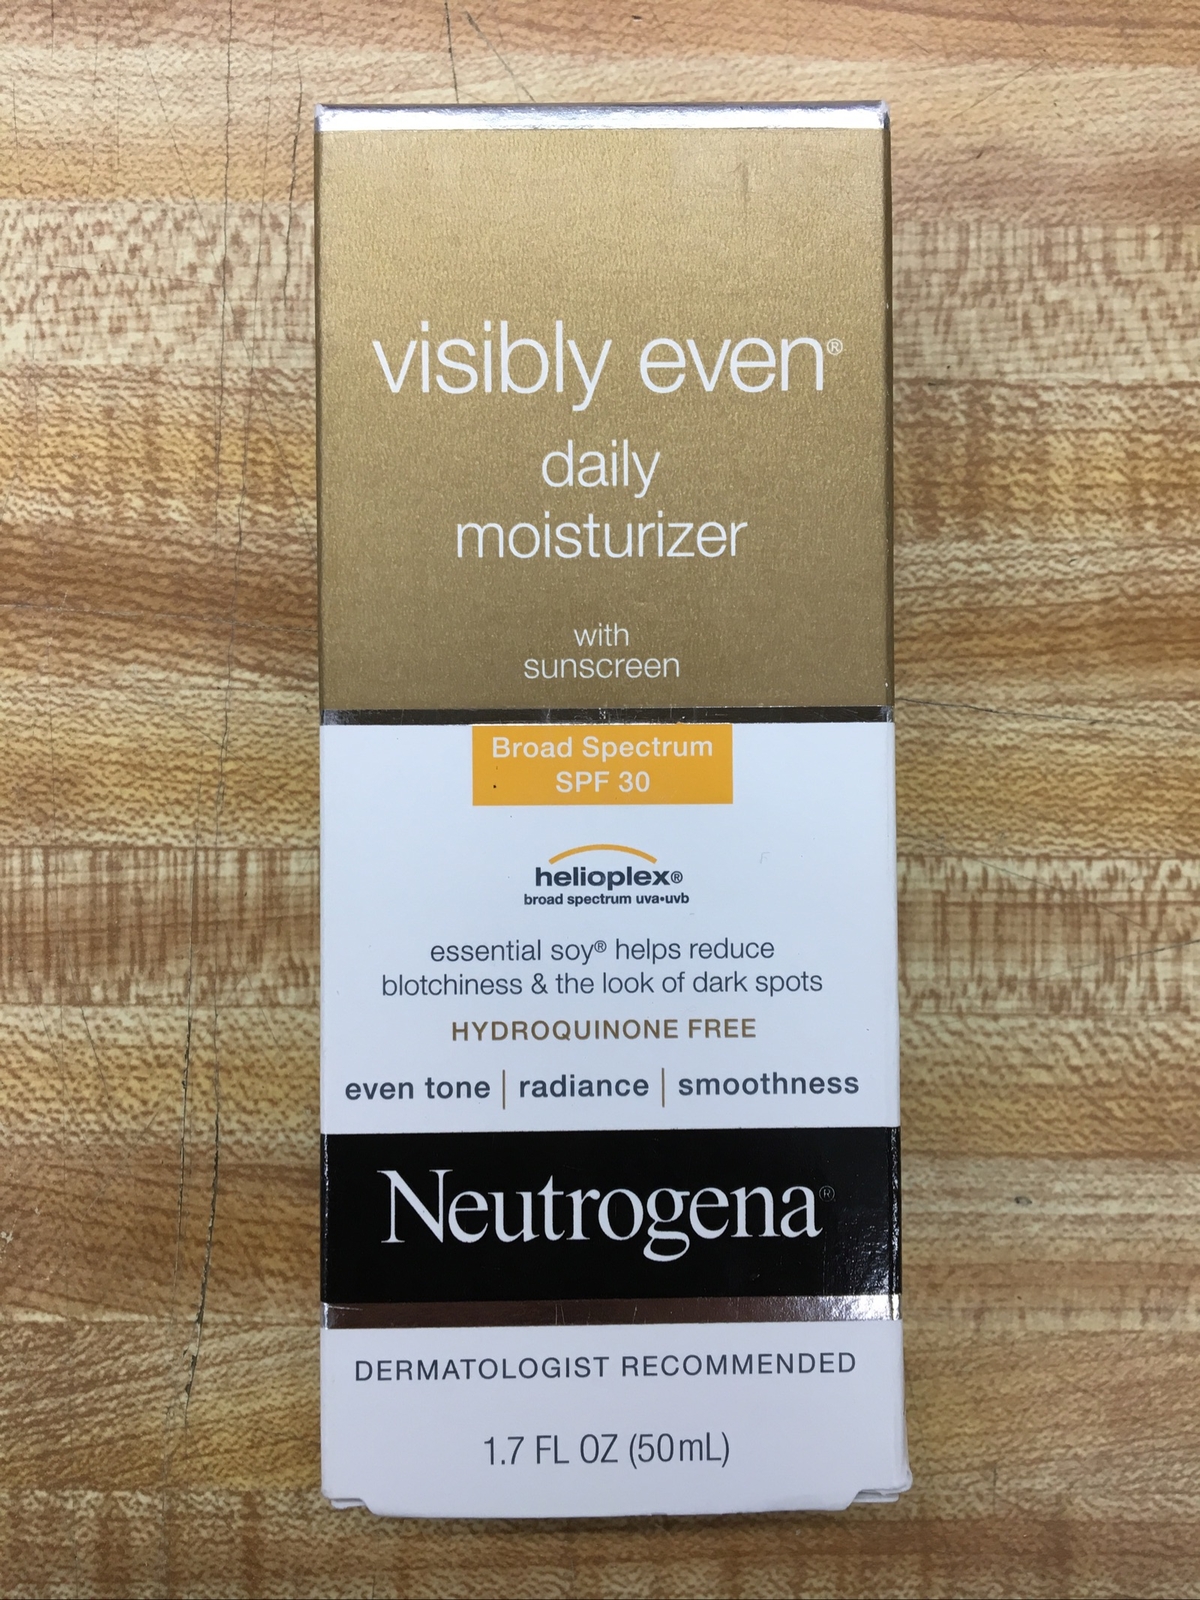 visibly even®
daily
moisturizer
with
sunscreen
Broad Spectrum
SPF 30
helioplex®
broad spectrum uva•uvb
essential soy® helps reduce
blotchiness & the look of dark spots
HYDROQUINONE FREE
even tone | radiance | smoothness
Neutrogena®
DERMATOLOGIST RECOMMENDED
1.7 FL OZ (50mL)